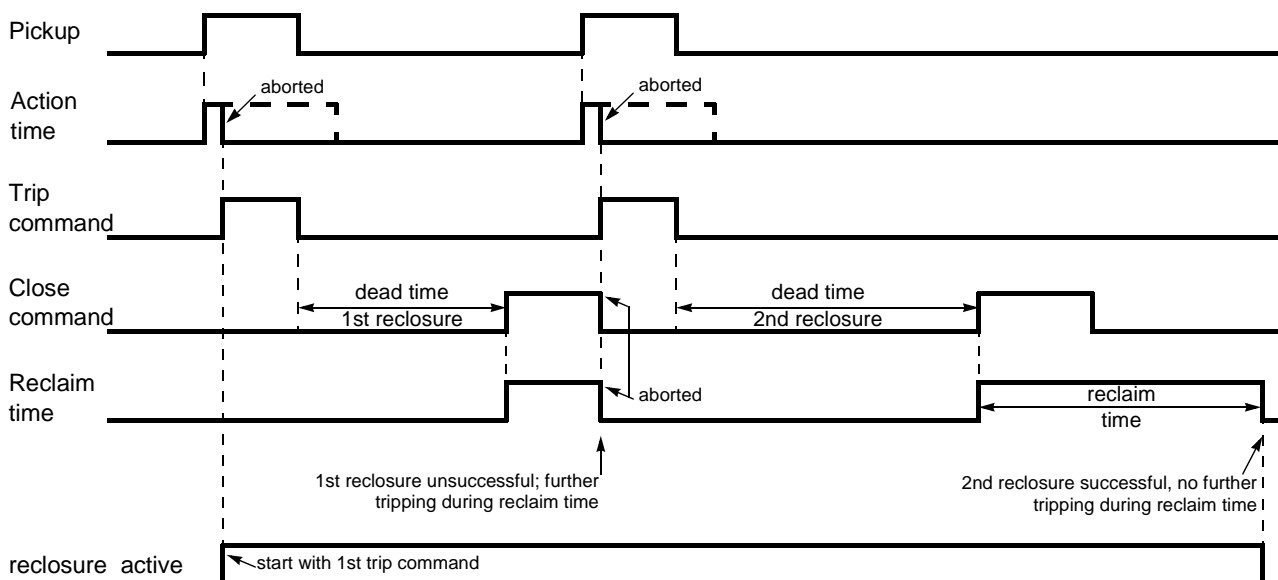 Pickup
Action
time
aborted
aborted
Trip
command
Close
command
dead time
1st reclosure
dead time
2nd reclosure
Reclaim
time
aborted
reclaim
time
1st reclosure unsuccessful; further
tripping during reclaim time
2nd reclosure successful, no further
tripping during reclaim time
reclosure active
start with 1st trip command